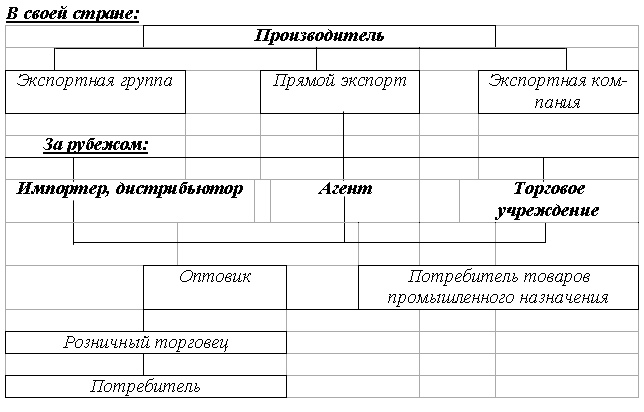 В своей стране:
Производитель
Экспортная группа
Прямой экспорт
Экспортная ком-
пания
За рубежом:
Импортер, дистрибьютор
Агент
Торговое
учреждение
Оптовик
Потребитель товаров
промышленного назначения
Розничный торговец
Потребитель